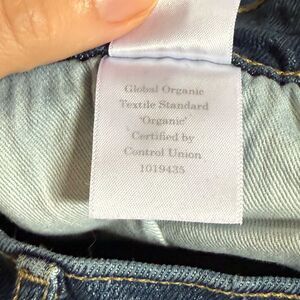 Global Organic
Textile Standard
'Organic'
Certified by
Control Union
1019435